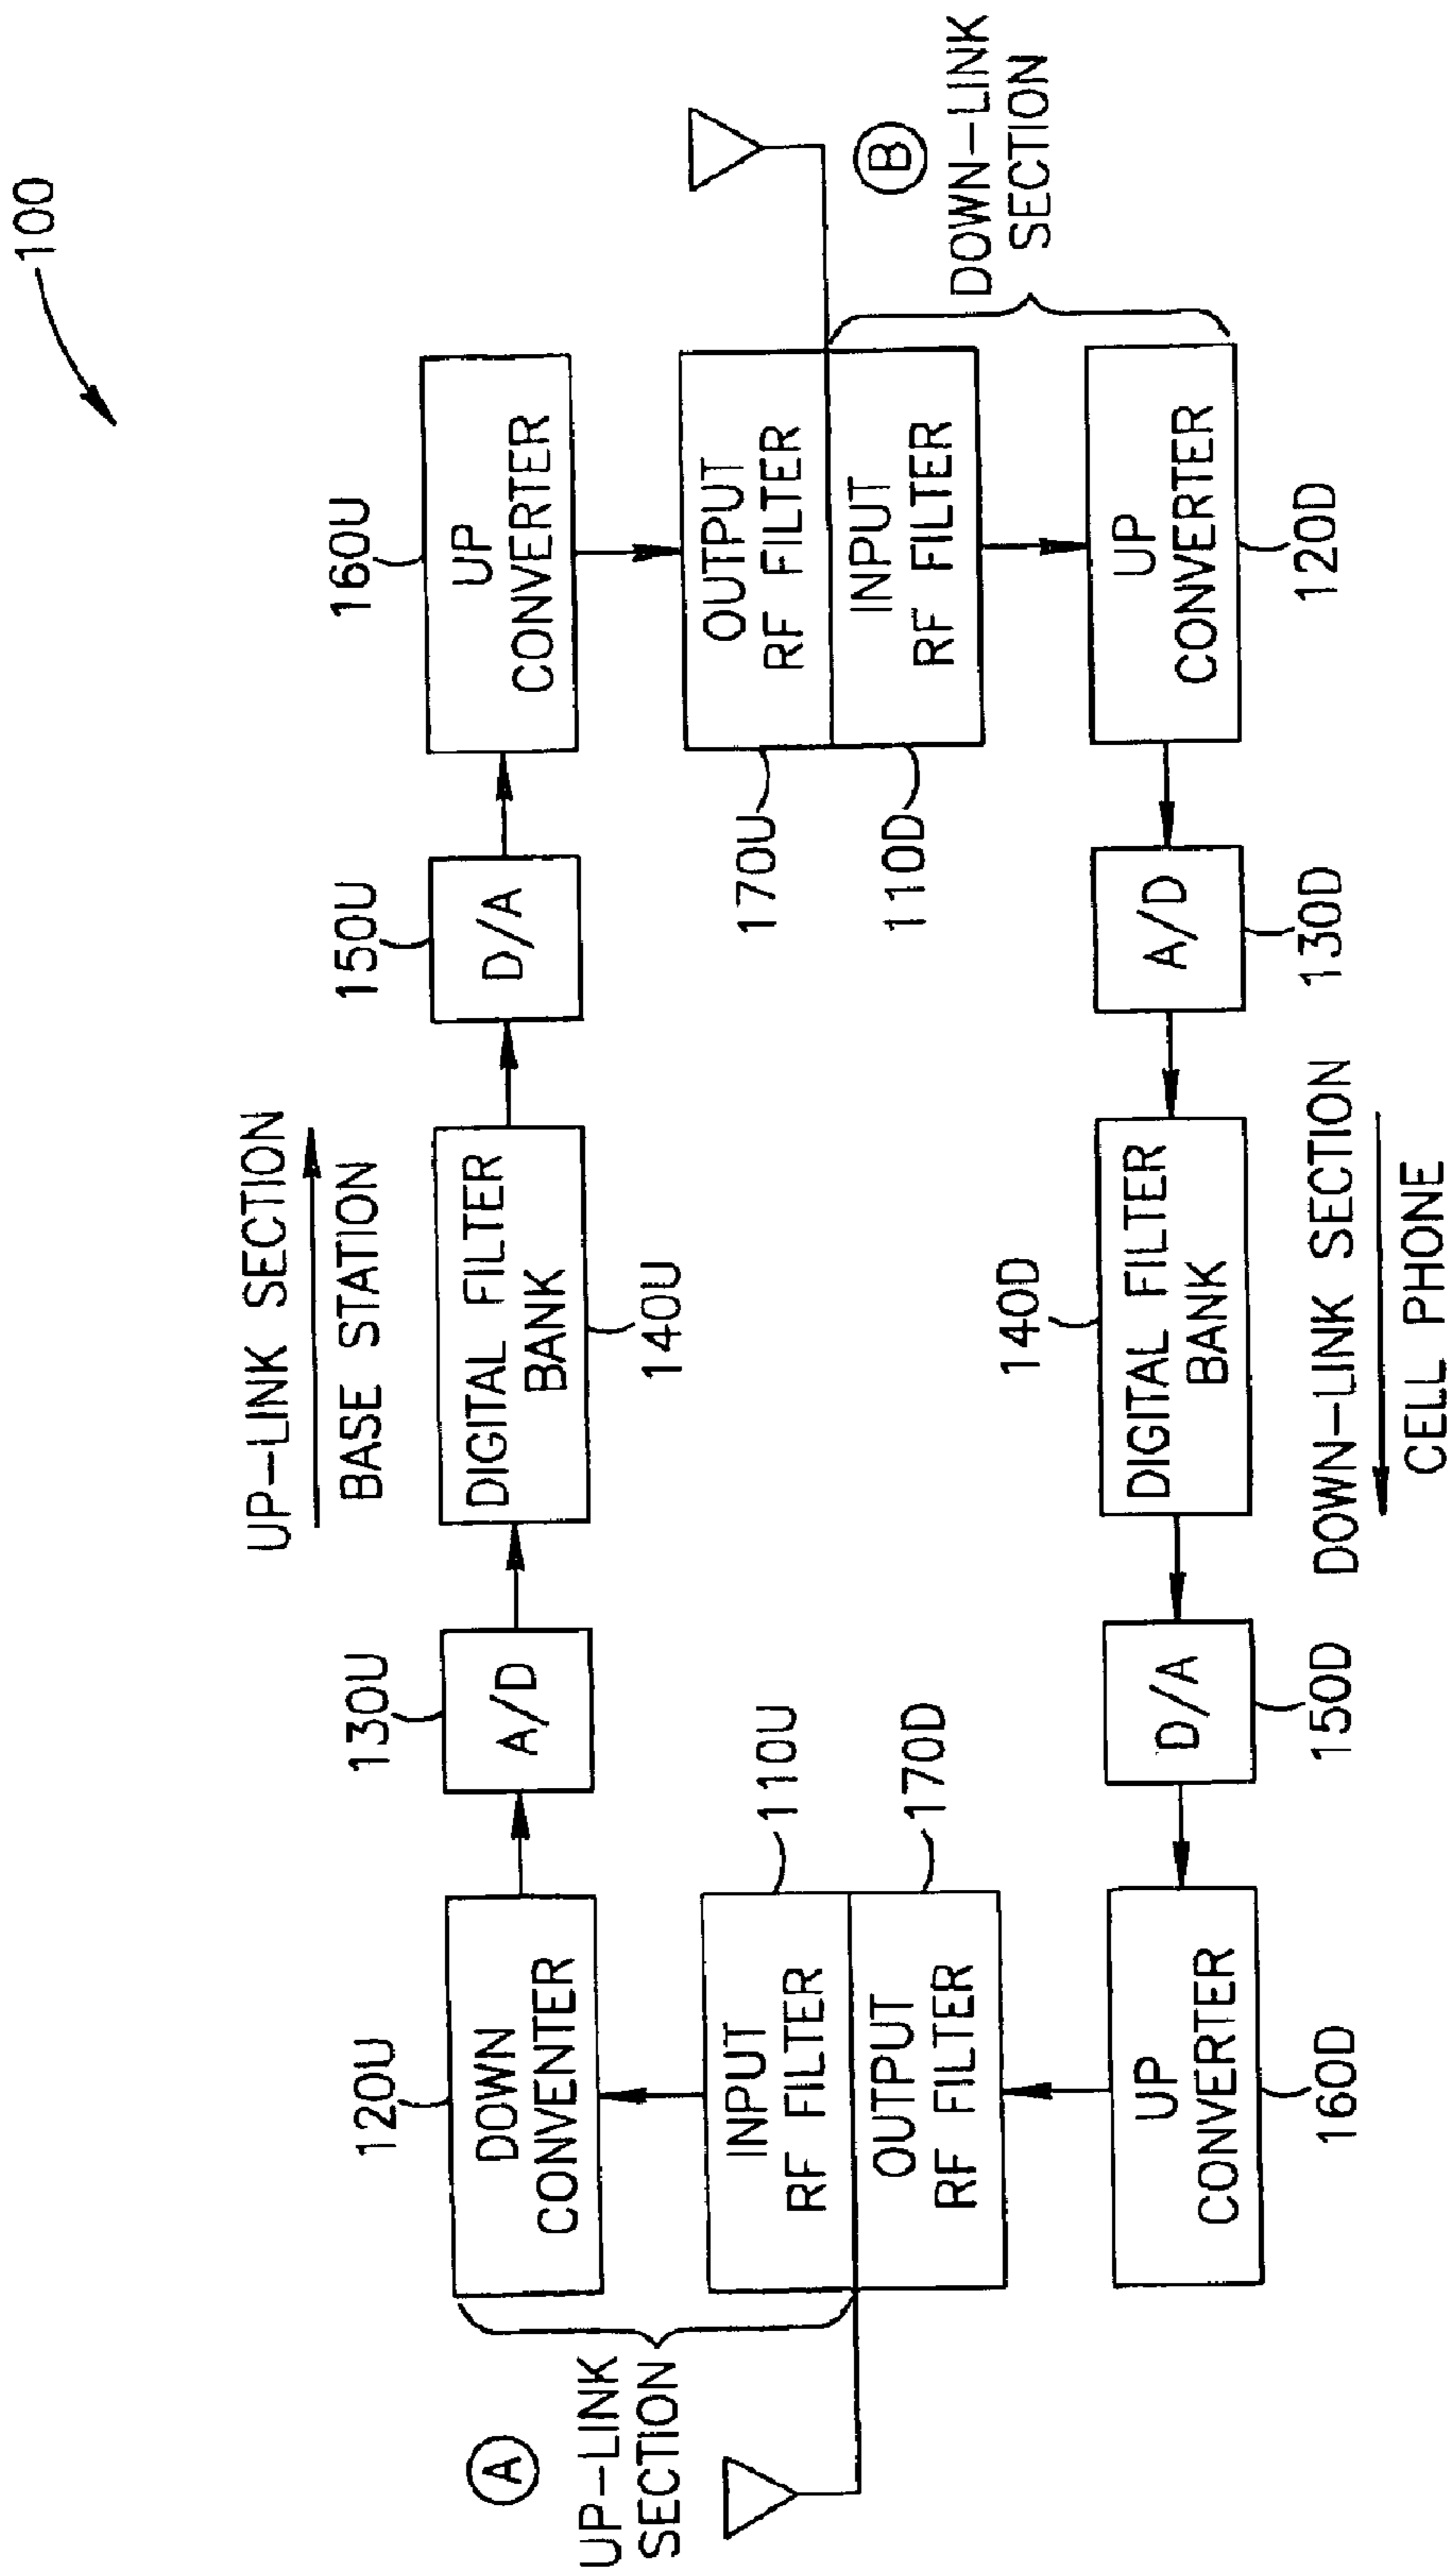 100
UP-LINK SECTION
BASE STATION
120U
130U
150U
160U
DOWN
CONVENTER
A/D
DIGITAL FILTER
BANK
D/A
UP
CONVERTER
140U
A
UP-LINK
SECTION
INPUT
RF FILTER
110U
OUTPUT
RF FILTER
170D
170U
OUTPUT
RF FILTER
110D
INPUT
RF FILTER
B
DOWN-LINK
SECTION
140D
UP
CONVERTER
D/A
DIGITAL FILTER
BANK
A/D
UP
CONVERTER
160D
150D
DOWN-LINK SECTION
130D
120D
CELL PHONE